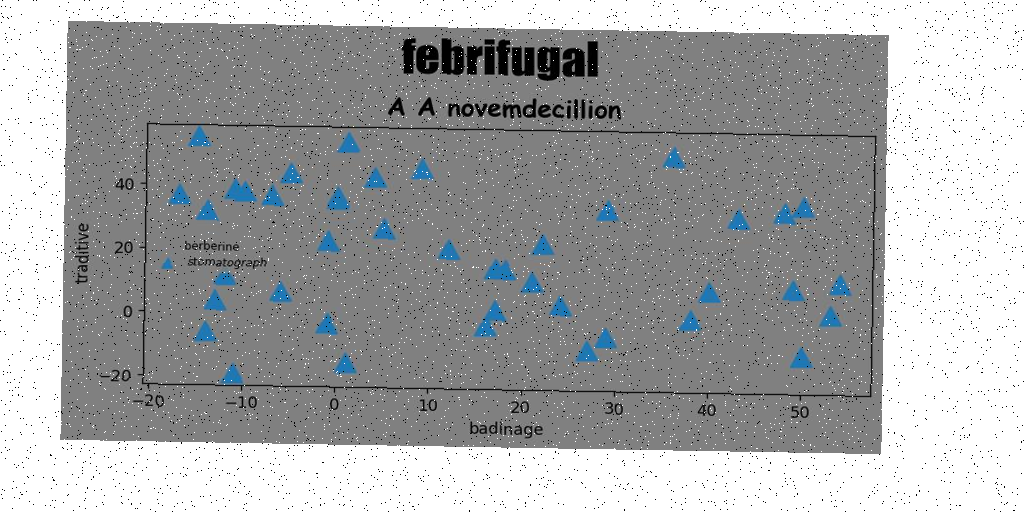 febrifugal
A A novemdecillion
traditive
40
20
0
−20
berberine
stomatograph
−20 −10 0 10 20 30 40 50
badinage